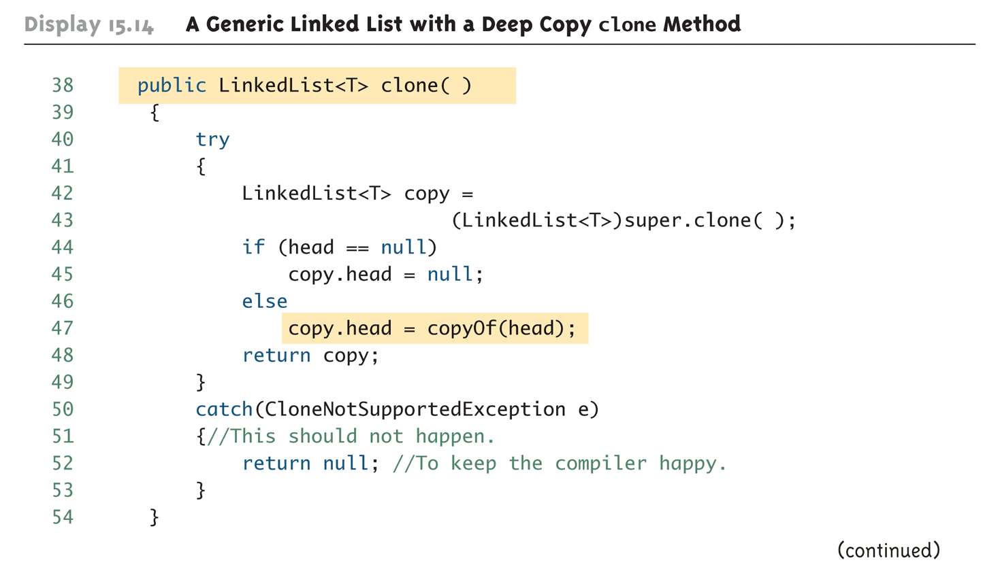 Display 15.14 A Generic Linked List with a Deep Copy clone Method
38 public LinkedList<T> clone( )
39 {
40 try
41 {
42 LinkedList<T> copy =
43 (LinkedList<T>)super.clone( );
44 if (head == null)
45 copy.head = null;
46 else
47 copy.head = copyOf(head);
48 return copy;
49 }
50 catch(CloneNotSupportedException e)
51 {//This should not happen.
52 return null; //To keep the compiler happy.
53 }
54 }
(continued)